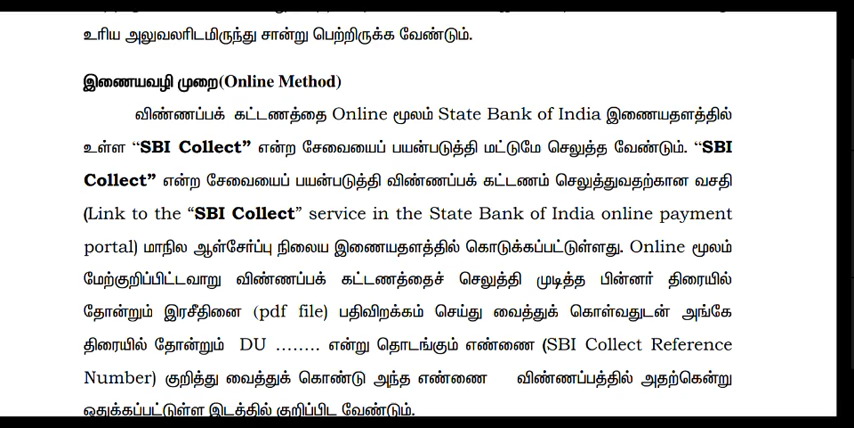 உரிய அலுவலரிடமிருந்து சான்று பெற்றிருக்க வேண்டும்.
இணையவழி முறை(Online Method)
விண்ணப்பக் கட்டணத்தை Online மூலம் State Bank of India இணையதளத்தில்
உள்ள “SBI Collect” என்ற சேவையைப் பயன்படுத்தி மட்டுமே செலுத்த வேண்டும். “SBI
Collect” என்ற சேவையைப் பயன்படுத்தி விண்ணப்பக் கட்டணம் செலுத்துவதற்கான வசதி
(Link to the “SBI Collect” service in the State Bank of India online payment
portal) மாநில ஆள்சேர்ப்பு நிலைய இணையதளத்தில் கொடுக்கப்பட்டுள்ளது. Online மூலம்
மேற்குறிப்பிட்டவாறு விண்ணப்பக் கட்டணத்தைச் செலுத்தி முடித்த பின்னர் திரையில்
தோன்றும் இரசீதினை (pdf file) பதிவிறக்கம் செய்து வைத்துக் கொள்வதுடன் அங்கே
திரையில் தோன்றும் DU ........ என்று தொடங்கும் எண்ணை (SBI Collect Reference
Number) குறித்து வைத்துக் கொண்டு அந்த எண்ணை விண்ணப்பத்தில் அதற்கென்று
ஒதுக்கப்பட்டுள்ள இடத்தில் குறிப்பிட வேண்டும்.